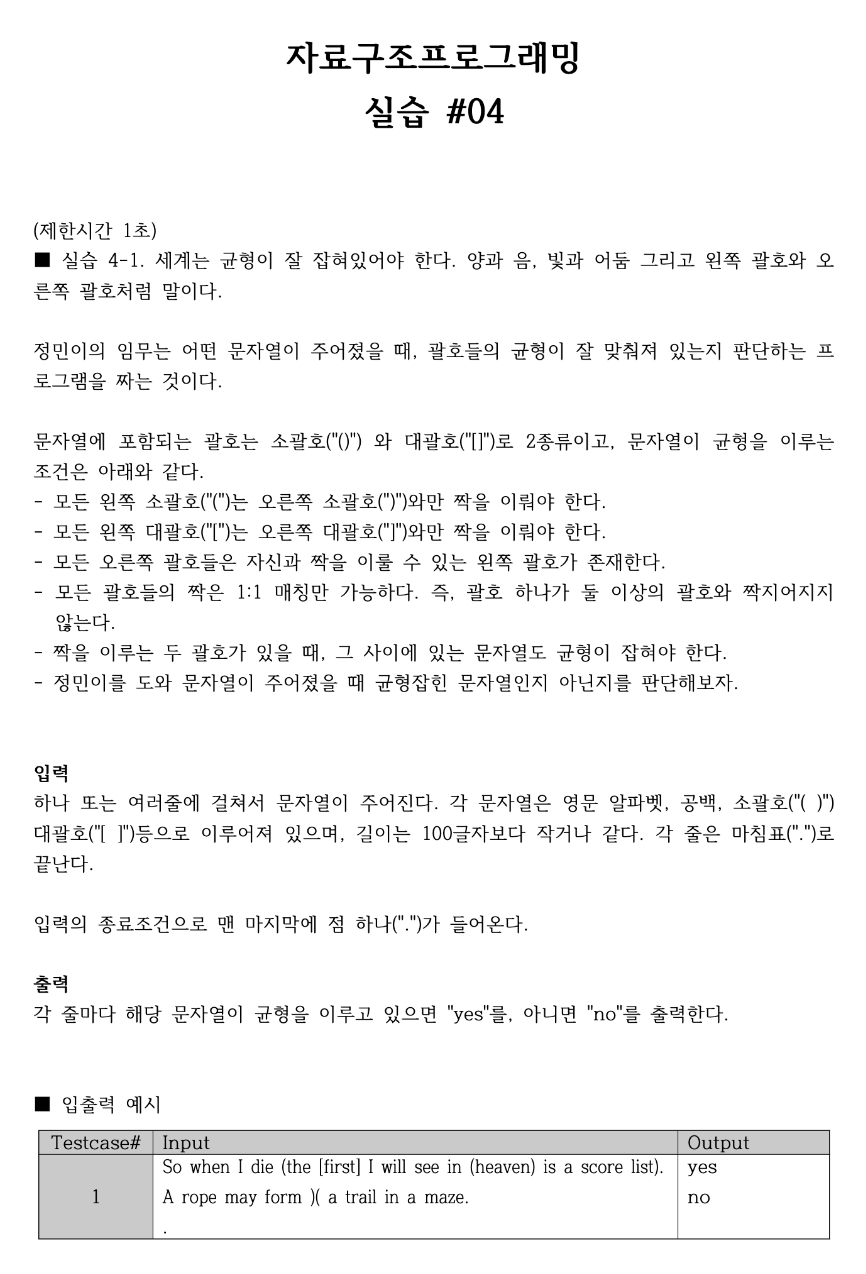 자료구조프로그래밍
실습 #04
(제한시간 1초)
■ 실습 4-1. 세계는 균형이 잘 잡혀있어야 한다. 양과 음, 빛과 어둠 그리고 왼쪽 괄호와 오
른쪽 괄호처럼 말이다.
정민이의 임무는 어떤 문자열이 주어졌을 때, 괄호들의 균형이 잘 맞춰져 있는지 판단하는 프
로그램을 짜는 것이다.
문자열에 포함되는 괄호는 소괄호("()") 와 대괄호("[]")로 2종류이고, 문자열이 균형을 이루는
조건은 아래와 같다.
- 모든 왼쪽 소괄호("(")는 오른쪽 소괄호(")")와만 짝을 이뤄야 한다.
- 모든 왼쪽 대괄호("[")는 오른쪽 대괄호("]")와만 짝을 이뤄야 한다.
- 모든 오른쪽 괄호들은 자신과 짝을 이룰 수 있는 왼쪽 괄호가 존재한다.
- 모든 괄호들의 짝은 1:1 매칭만 가능하다. 즉, 괄호 하나가 둘 이상의 괄호와 짝지어지지
않는다.
- 짝을 이루는 두 괄호가 있을 때, 그 사이에 있는 문자열도 균형이 잡혀야 한다.
- 정민이를 도와 문자열이 주어졌을 때 균형잡힌 문자열인지 아닌지를 판단해보자.
입력
하나 또는 여러줄에 걸쳐서 문자열이 주어진다. 각 문자열은 영문 알파벳, 공백, 소괄호("( )")
대괄호("[ ]")등으로 이루어져 있으며, 길이는 100글자보다 작거나 같다. 각 줄은 마침표(".")로
끝난다.
입력의 종료조건으로 맨 마지막에 점 하나(".")가 들어온다.
출력
각 줄마다 해당 문자열이 균형을 이루고 있으면 "yes"를, 아니면 "no"를 출력한다.
■ 입출력 예시
Testcase# Input Output
So when I die (the [first] I will see in (heaven) is a score list). yes
1 A rope may form )( a trail in a maze. no
.